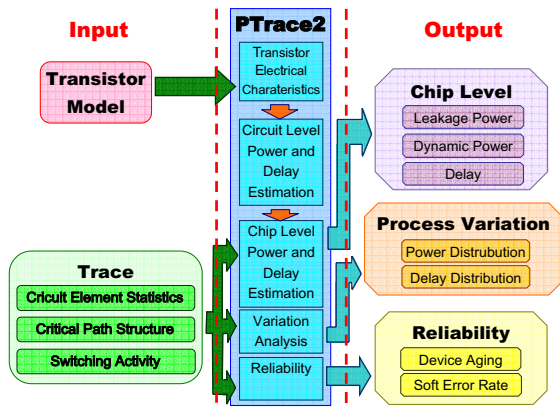 Input
PTrace2
Output
Transistor
Model
Transistor
Electrical
Charateristics
Circuit Level
Power and
Delay
Estimation
Chip Level
Power and
Delay
Estimation
Variation
Analysis
Reliability
Trace
Cricuit Element Statistics
Critical Path Structure
Switching Activity
Chip Level
Leakage Power
Dynamic Power
Delay
Process Variation
Power Distrubution
Delay Distribution
Reliability
Device Aging
Soft Error Rate